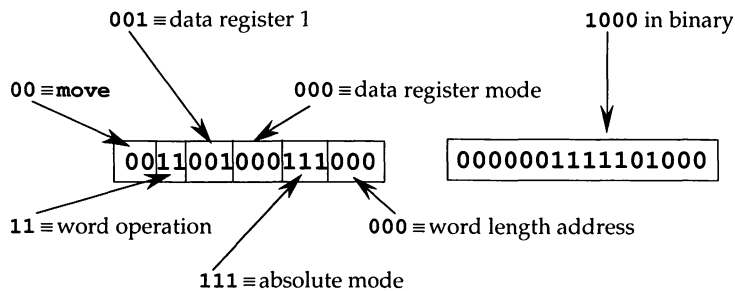 001 ≡ data register 1
1000 in binary
00 ≡ move
000 ≡ data register mode
0011001000111000
0000001111101000
11 ≡ word operation
000 ≡ word length address
111 ≡ absolute mode